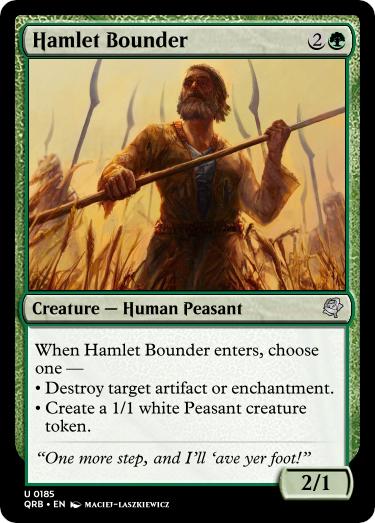 Hamlet Bounder 2
Creature — Human Peasant
When Hamlet Bounder enters, choose
one —
• Destroy target artifact or enchantment.
• Create a 1/1 white Peasant creature
token.
“One more step, and I’ll ‘ave yer foot!”
2/1
U 0185
QRB • EN MACIEJ-LASZKIEWICZ